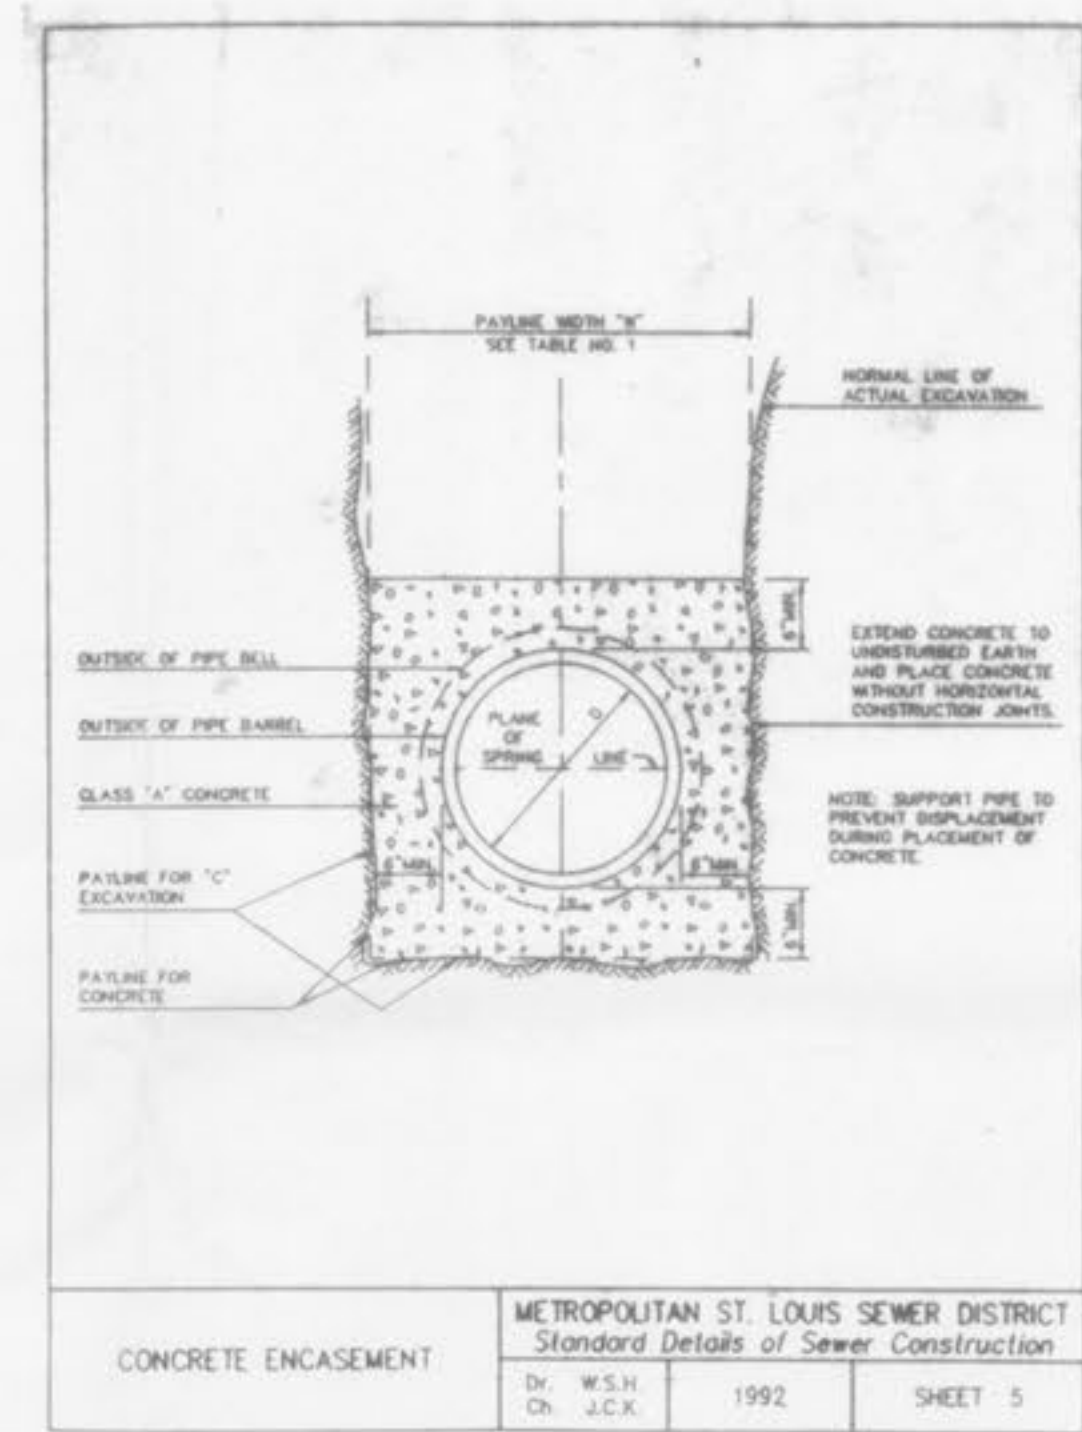 PAYLINE WIDTH "W"
SEE TABLE NO. 1
NORMAL LINE OF
ACTUAL EXCAVATION
6" MIN.
OUTSIDE OF PIPE BELL
EXTEND CONCRETE TO
UNDISTURBED EARTH
AND PLACE CONCRETE
WITHOUT HORIZONTAL
CONSTRUCTION JOINTS.
OUTSIDE OF PIPE BARREL
PLANE
OF
SPRING LINE
D
CLASS "A" CONCRETE
NOTE: SUPPORT PIPE TO
PREVENT DISPLACEMENT
DURING PLACEMENT OF
CONCRETE.
6" MIN.
6" MIN.
PAYLINE FOR "C"
EXCAVATION
6" MIN.
PAYLINE FOR
CONCRETE
CONCRETE ENCASEMENT
METROPOLITAN ST. LOUIS SEWER DISTRICT
Standard Details of Sewer Construction
Dr. W.S.H.
Ch. J.C.K.
1992
SHEET 5